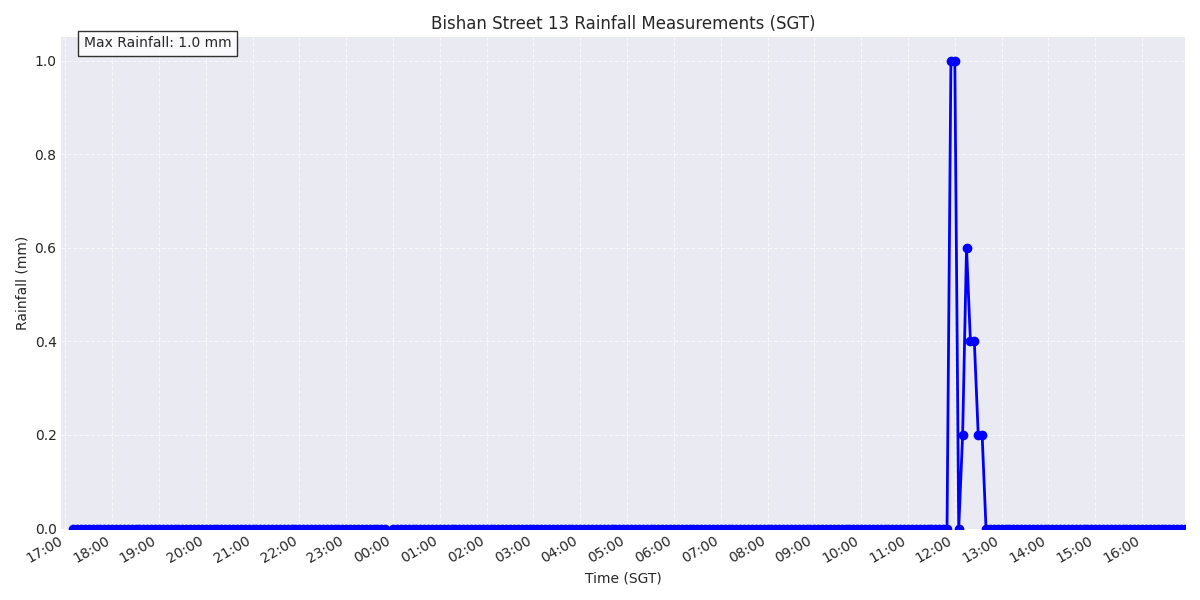 Bishan Street 13 Rainfall Measurements (SGT)
Max Rainfall: 1.0 mm
Rainfall (mm)
1.0
0.8
0.6
0.4
0.2
0.0
17:00 18:00 19:00 20:00 21:00 22:00 23:00 00:00 01:00 02:00 03:00 04:00 05:00 06:00 07:00 08:00 09:00 10:00 11:00 12:00 13:00 14:00 15:00 16:00
Time (SGT)